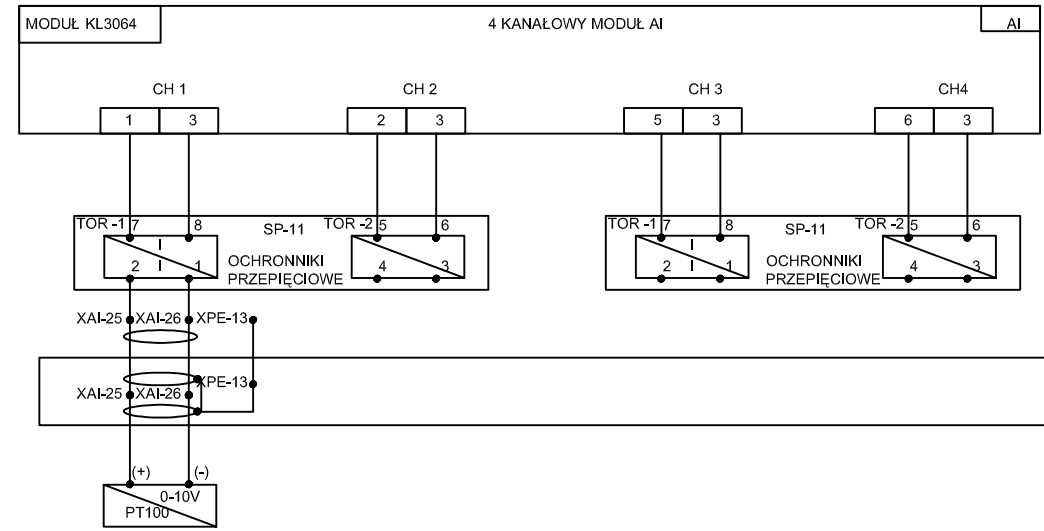 MODUŁ KL3064
4 KANAŁOWY MODUŁ AI
AI
CH 1
CH 2
CH 3
CH4
1 3
2 3
5 3
6 3
TOR -1 7 8
SP-11
TOR -2 5 6
TOR -1 7 8
SP-11
TOR -2 5 6
2 1
OCHRONNIKI
PRZEPIĘCIOWE
4 3
2 1
OCHRONNIKI
PRZEPIĘCIOWE
4 3
XAI-25 XAI-26 XPE-13
XPE-13
XAI-25 XAI-26
(+) (-)
0-10V
PT100